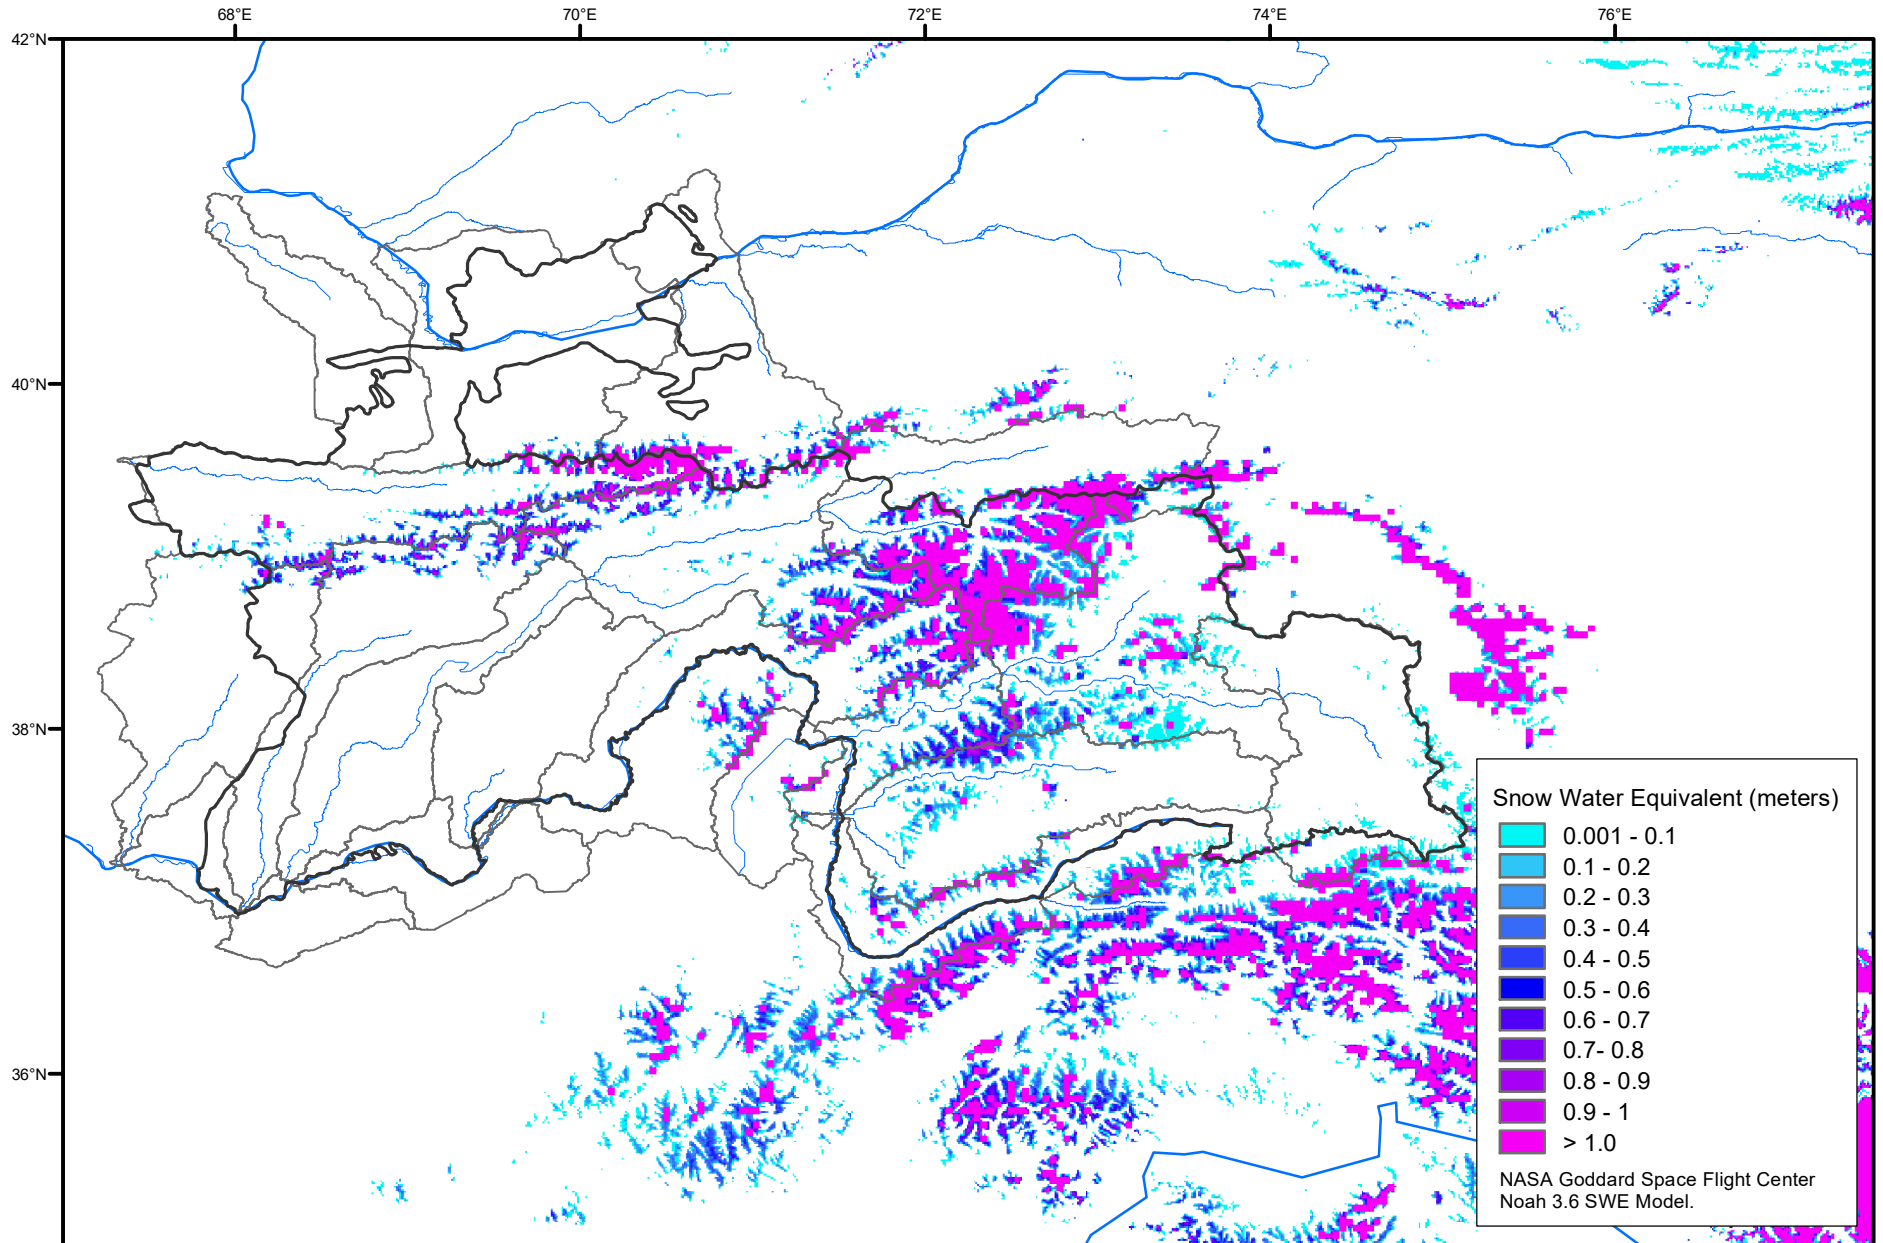 68°E
70°E
72°E
74°E
76°E
42°N
40°N
38°N
36°N
Snow Water Equivalent (meters)
0.001 - 0.1
0.1 - 0.2
0.2 - 0.3
0.3 - 0.4
0.4 - 0.5
0.5 - 0.6
0.6 - 0.7
0.7- 0.8
0.8 - 0.9
0.9 - 1
> 1.0
NASA Goddard Space Flight Center
Noah 3.6 SWE Model.